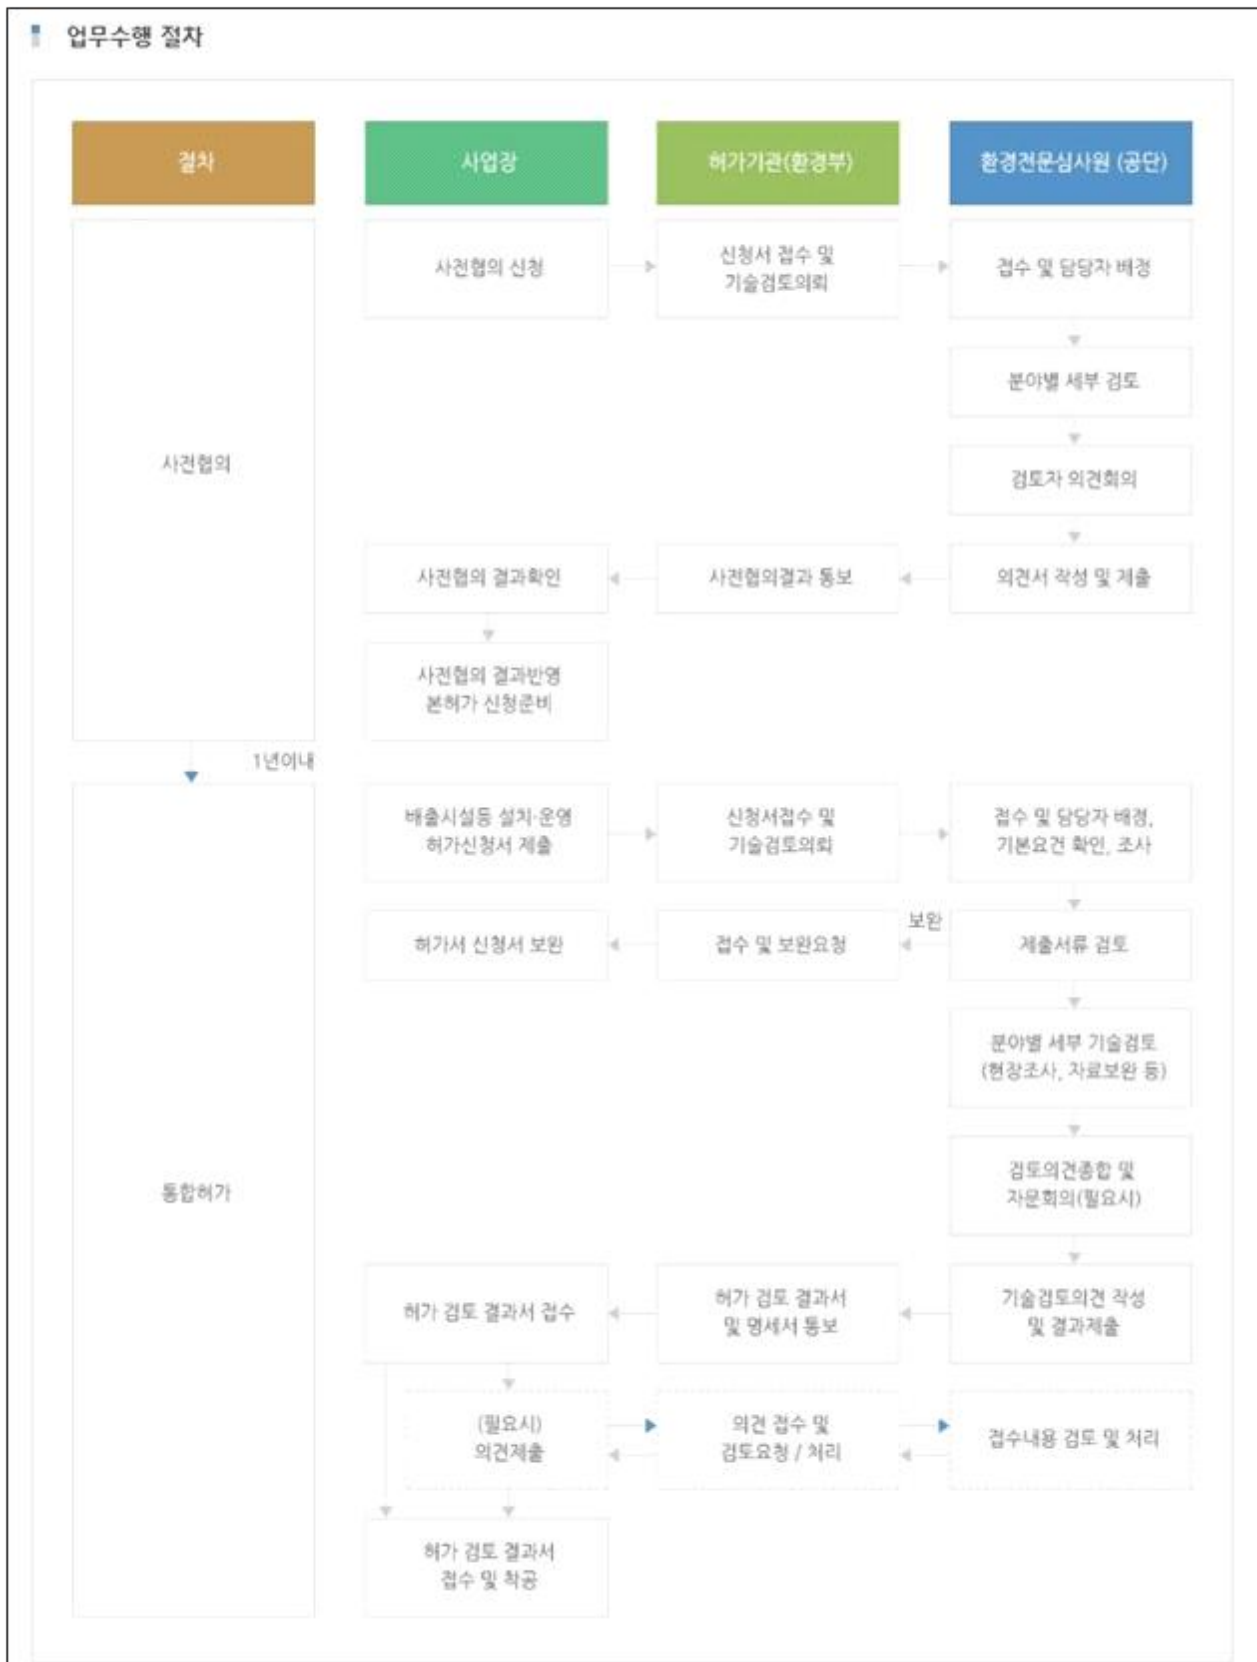 업무수행 절차
절차
사업장
허가기관(환경부)
환경전문심사원 (공단)
사전협의
사전협의 신청
신청서 접수 및
기술검토의뢰
접수 및 담당자 배정
분야별 세부 검토
검토자 의견회의
사전협의 결과확인
사전협의결과 통보
의견서 작성 및 제출
사전협의 결과반영
본허가 신청준비
1년이내
통합허가
배출시설등 설치·운영
허가신청서 제출
신청서접수 및
기술검토의뢰
접수 및 담당자 배정,
기본요건 확인, 조사
허가서 신청서 보완
접수 및 보완요청
보완
제출서류 검토
분야별 세부 기술검토
(현장조사, 자료보완 등)
검토의견종합 및
자문회의(필요시)
허가 검토 결과서 접수
허가 검토 결과서
및 명세서 통보
기술검토의견 작성
및 결과제출
(필요시)
의견제출
의견 접수 및
검토요청 / 처리
접수내용 검토 및 처리
허가 검토 결과서
접수 및 착공